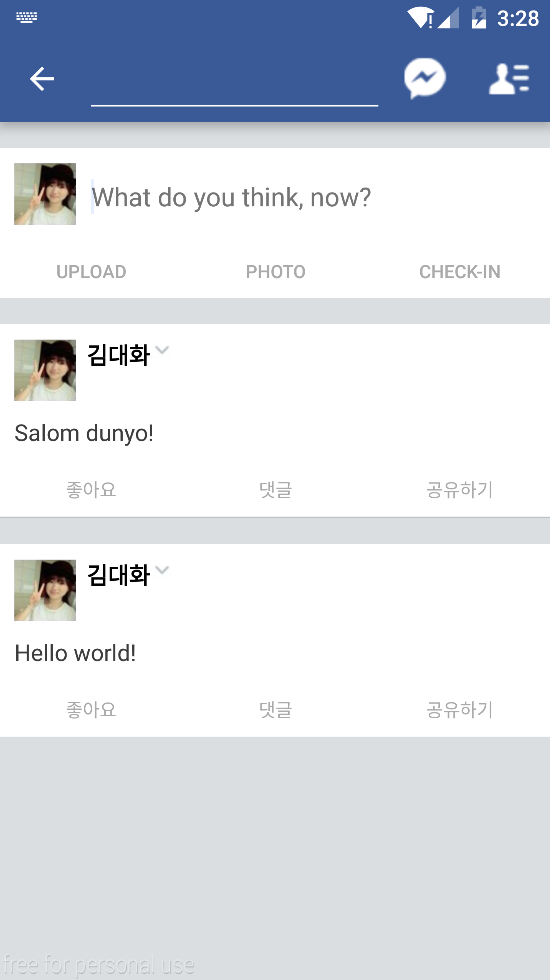 3:28
What do you think, now?
UPLOAD PHOTO CHECK-IN
김대화
Salom dunyo!
좋아요 댓글 공유하기
김대화
Hello world!
좋아요 댓글 공유하기
free for personal use